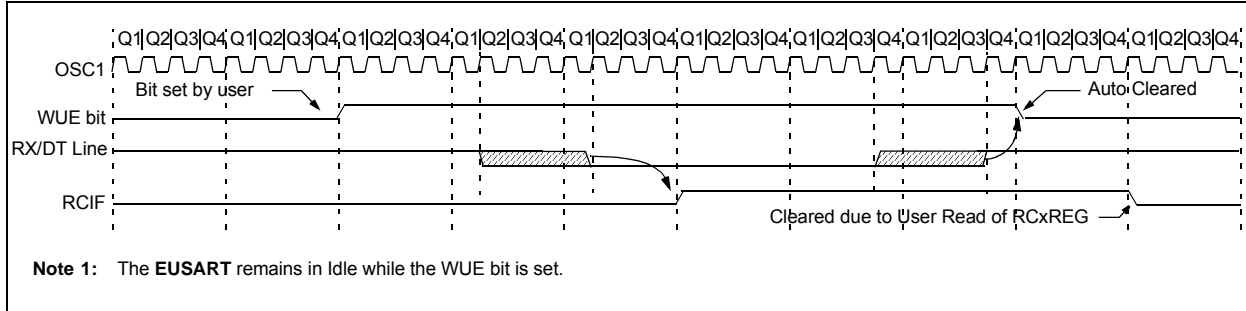 Q1 Q2 Q3 Q4 Q1 Q2 Q3 Q4 Q1 Q2 Q3 Q4 Q1 Q2 Q3 Q4 Q1 Q2 Q3 Q4 Q1 Q2 Q3 Q4 Q1 Q2 Q3 Q4 Q1 Q2 Q3 Q4 Q1 Q2 Q3 Q4 Q1 Q2 Q3 Q4
OSC1
Bit set by user
Auto Cleared
WUE bit
RX/DT Line
RCIF
Cleared due to User Read of RCxREG
Note 1: The EUSART remains in Idle while the WUE bit is set.